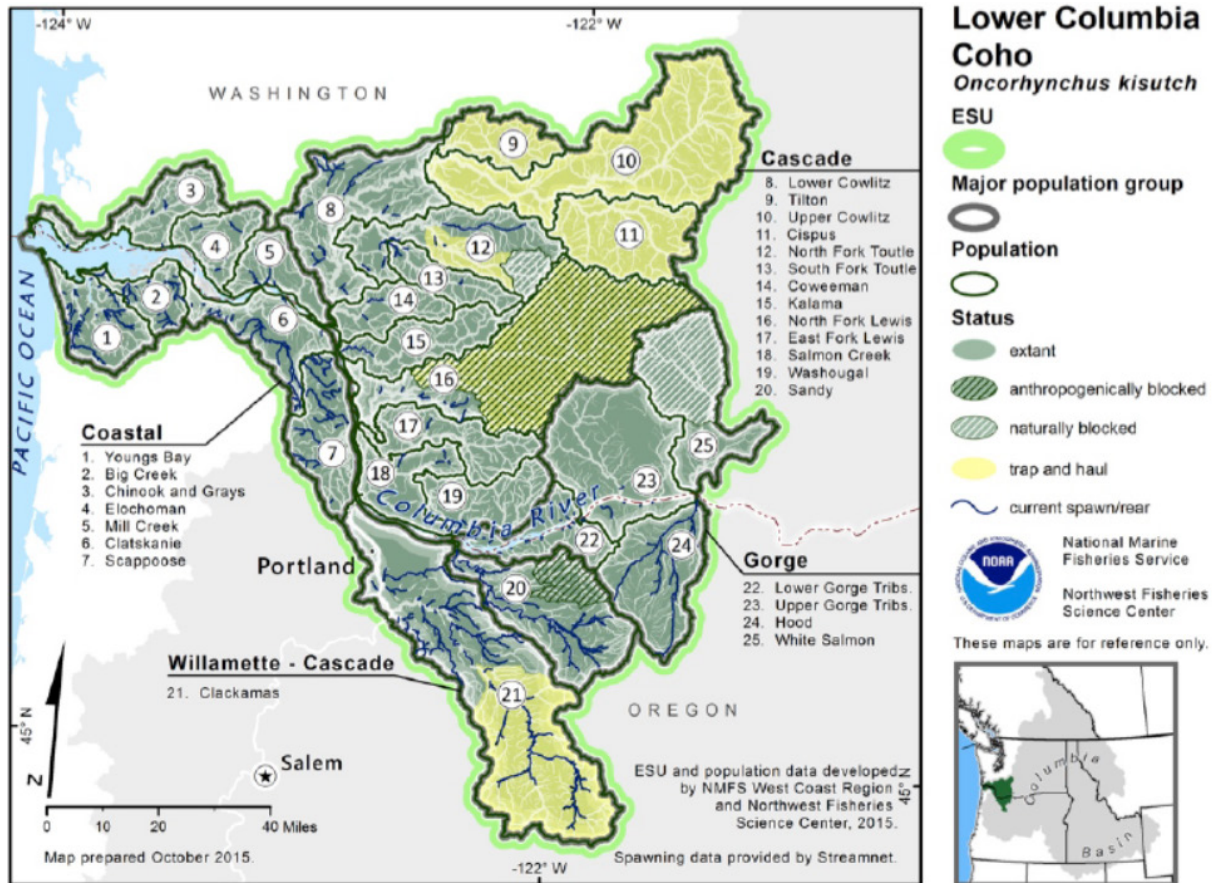 -124° W
-122° W
WASHINGTON
PACIFIC OCEAN
1
2
3
4
5
6
7
8
9
10
11
12
13
14
15
16
17
18
19
20
21
22
23
24
25
Columbia River
Portland
Salem
OREGON
Coastal
1. Youngs Bay
2. Big Creek
3. Chinook and Grays
4. Elochoman
5. Mill Creek
6. Clatskanie
7. Scappoose
Cascade
8. Lower Cowlitz
9. Tilton
10. Upper Cowlitz
11. Cispus
12. North Fork Toutle
13. South Fork Toutle
14. Coweeman
15. Kalama
16. North Fork Lewis
17. East Fork Lewis
18. Salmon Creek
19. Washougal
20. Sandy
Gorge
22. Lower Gorge Tribs.
23. Upper Gorge Tribs.
24. Hood
25. White Salmon
Willamette - Cascade
21. Clackamas
45° N
45° N
N
0 10 20 40 Miles
Map prepared October 2015.
ESU and population data developed
by NMFS West Coast Region
and Northwest Fisheries
Science Center, 2015.
Spawning data provided by Streamnet.
-122° W
Lower Columbia
Coho
Oncorhynchus kisutch
ESU
Major population group
Population
Status
extant
anthropogenically blocked
naturally blocked
trap and haul
current spawn/rear
NOAA
National Marine
Fisheries Service
Northwest Fisheries
Science Center
These maps are for reference only.
Columbia
Basin